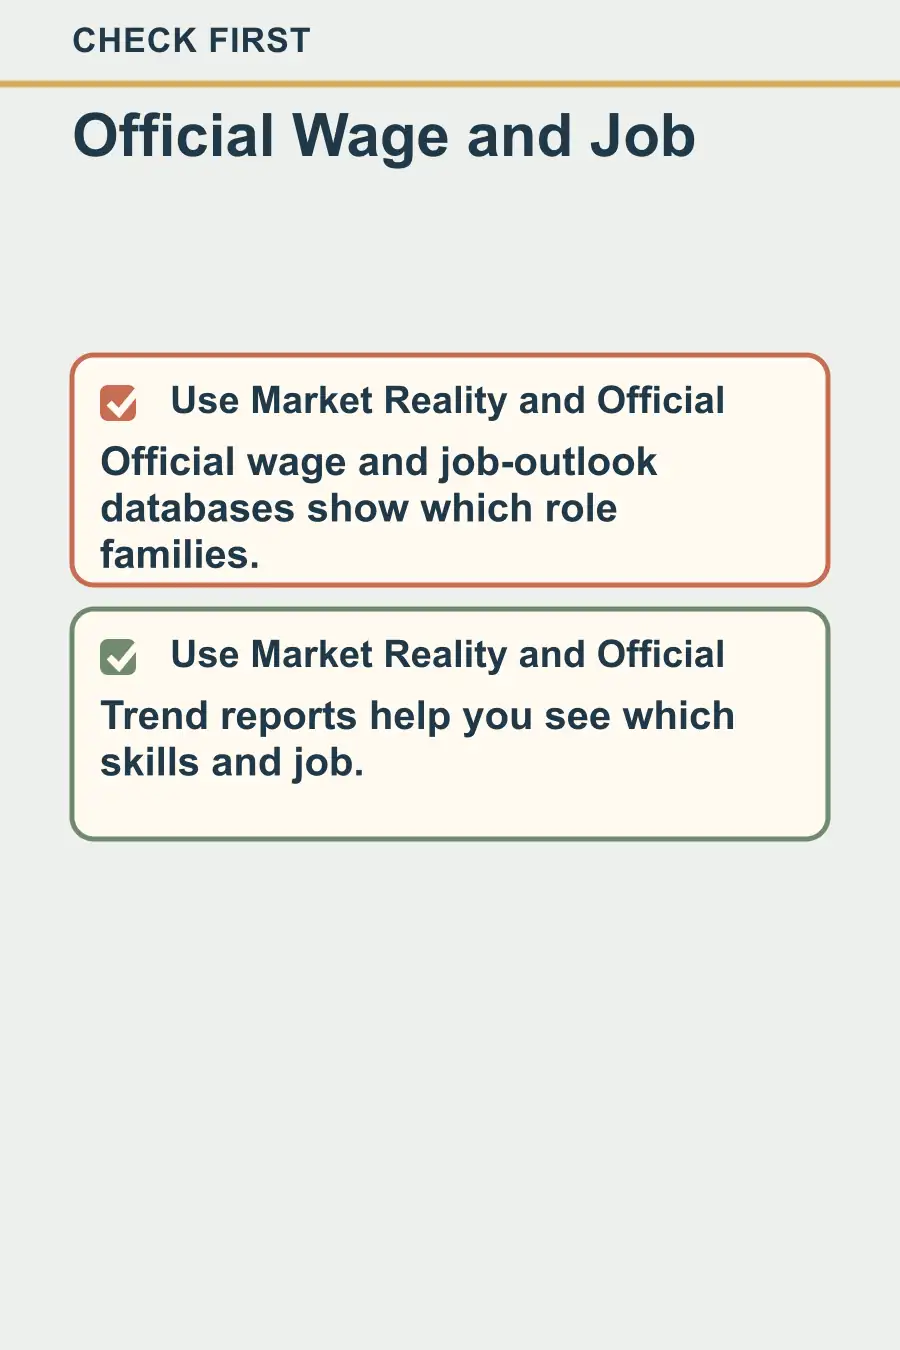 CHECK FIRST
Official Wage and Job
Use Market Reality and Official
Official wage and job-outlook
databases show which role
families.
Use Market Reality and Official
Trend reports help you see which
skills and job.